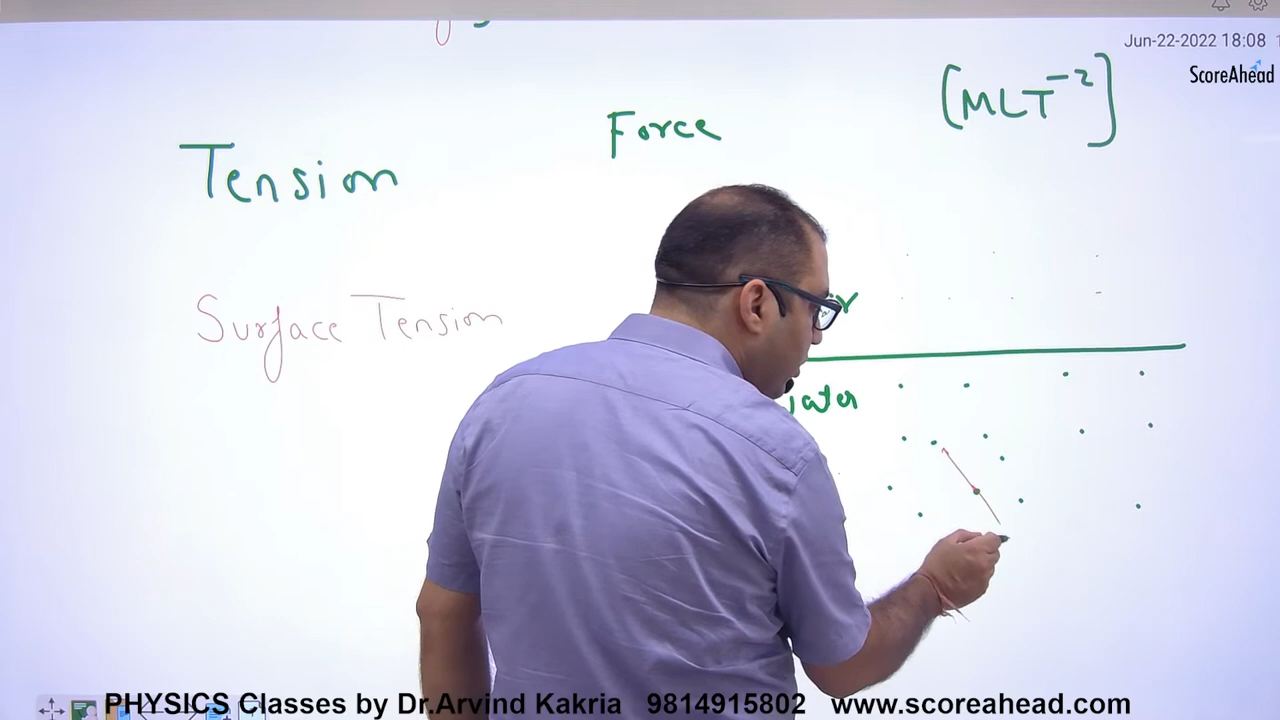 Jun-22-2022 18:08
ScoreAhead
[MLT⁻²]
Force
Tension
Surface Tension
PHYSICS Classes by Dr.Arvind Kakria 9814915802 www.scoreahead.com